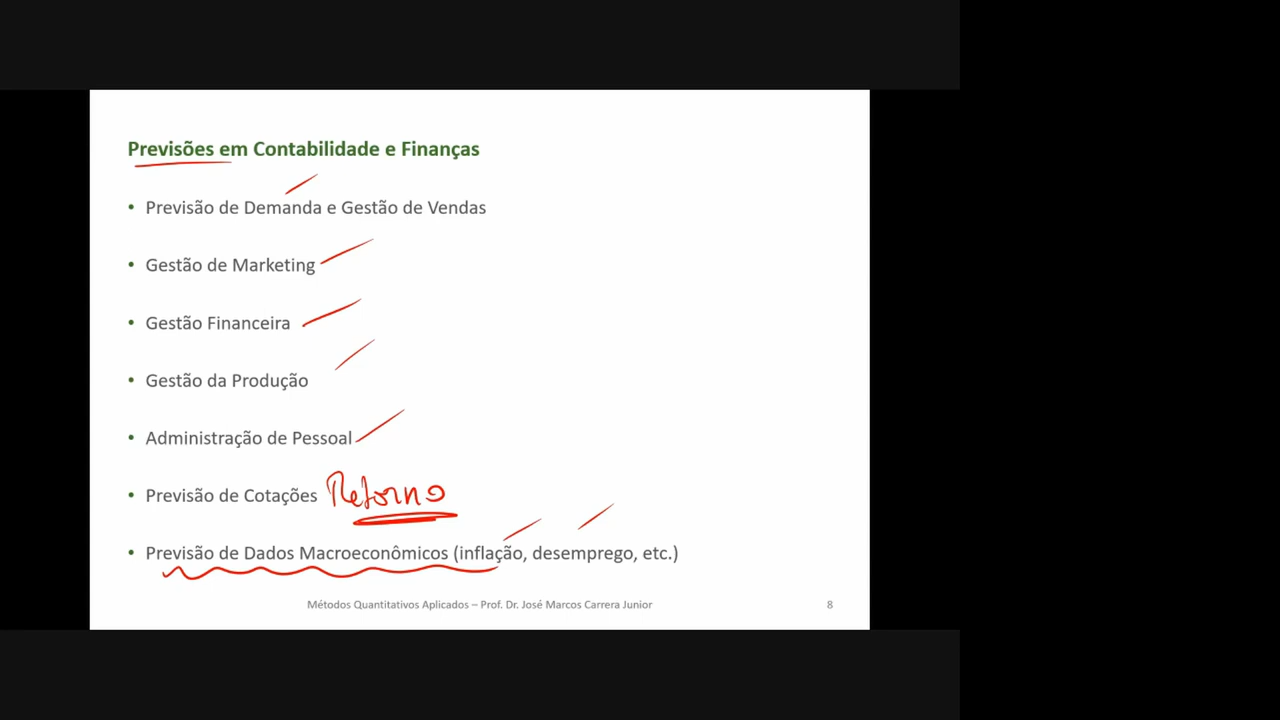 Previsões em Contabilidade e Finanças
• Previsão de Demanda e Gestão de Vendas
• Gestão de Marketing
• Gestão Financeira
• Gestão da Produção
• Administração de Pessoal
• Previsão de Cotações Retorno
• Previsão de Dados Macroeconômicos (inflação, desemprego, etc.)
Métodos Quantitativos Aplicados – Prof. Dr. José Marcos Carrera Junior 8